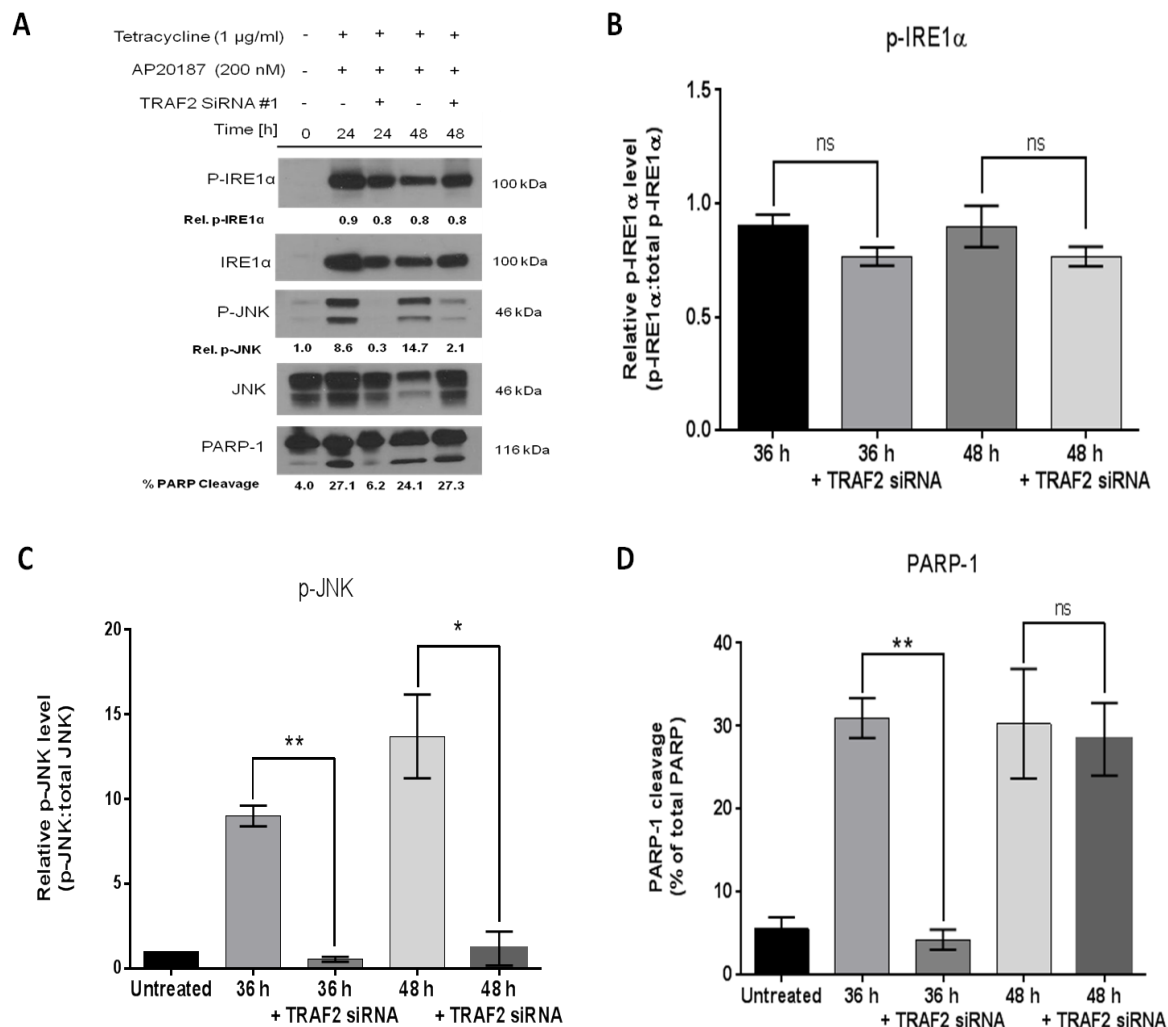 A
Tetracycline (1 µg/ml) - + + + +
AP20187 (200 nM) - + + + +
TRAF2 SiRNA #1 - - + - +
Time [h] 0 24 24 48 48
P-IRE1α 100 kDa
Rel. p-IRE1α 0.9 0.8 0.8 0.8
IRE1α 100 kDa
P-JNK 46 kDa
Rel. p-JNK 1.0 8.6 0.3 14.7 2.1
JNK 46 kDa
PARP-1 116 kDa
% PARP Cleavage 4.0 27.1 6.2 24.1 27.3
B
p-IRE1α
Relative p-IRE1α level
(p-IRE1α:total p-IRE1α)
1.5
1.0
0.5
0.0
ns
ns
36 h 36 h 48 h 48 h
+ TRAF2 siRNA + TRAF2 siRNA
C
p-JNK
Relative p-JNK level
(p-JNK:total JNK)
20
15
10
5
0
**
*
Untreated 36 h 36 h 48 h 48 h
+ TRAF2 siRNA + TRAF2 siRNA
D
PARP-1
PARP-1 cleavage
(% of total PARP)
40
30
20
10
0
**
ns
Untreated 36 h 36 h 48 h 48 h
+ TRAF2 siRNA + TRAF2 siRNA